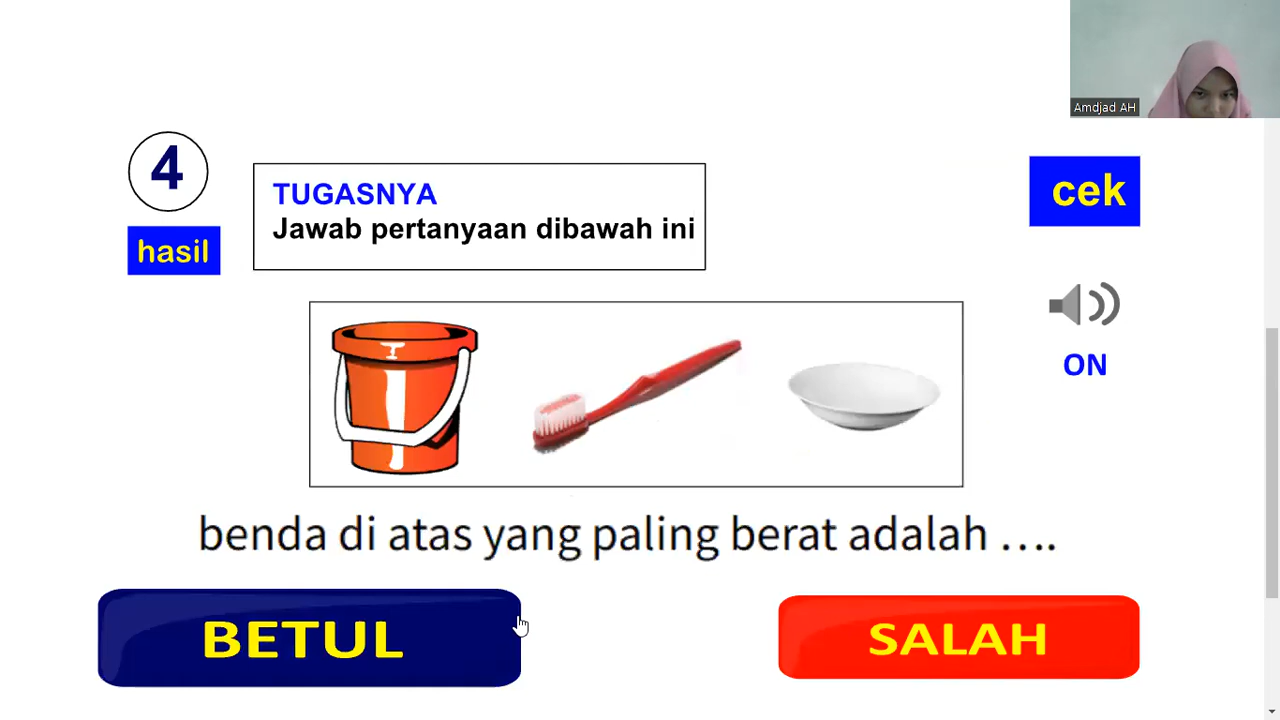 Amdjad AH
4
TUGASNYA
Jawab pertanyaan dibawah ini
cek
hasil
ON
benda di atas yang paling berat adalah ....
BETUL
SALAH